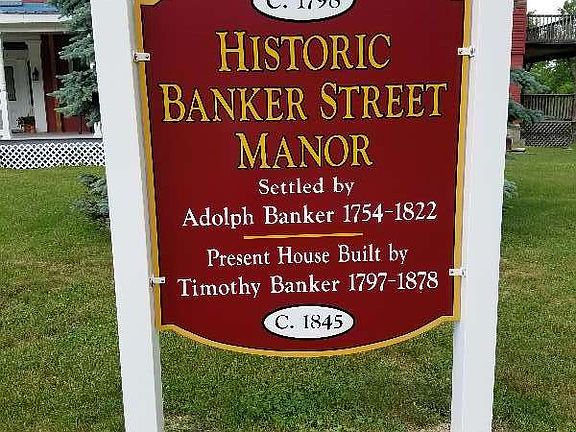 C. 1798
HISTORIC
BANKER STREET
MANOR
Settled by
Adolph Banker 1754-1822
Present House Built by
Timothy Banker 1797-1878
C. 1845